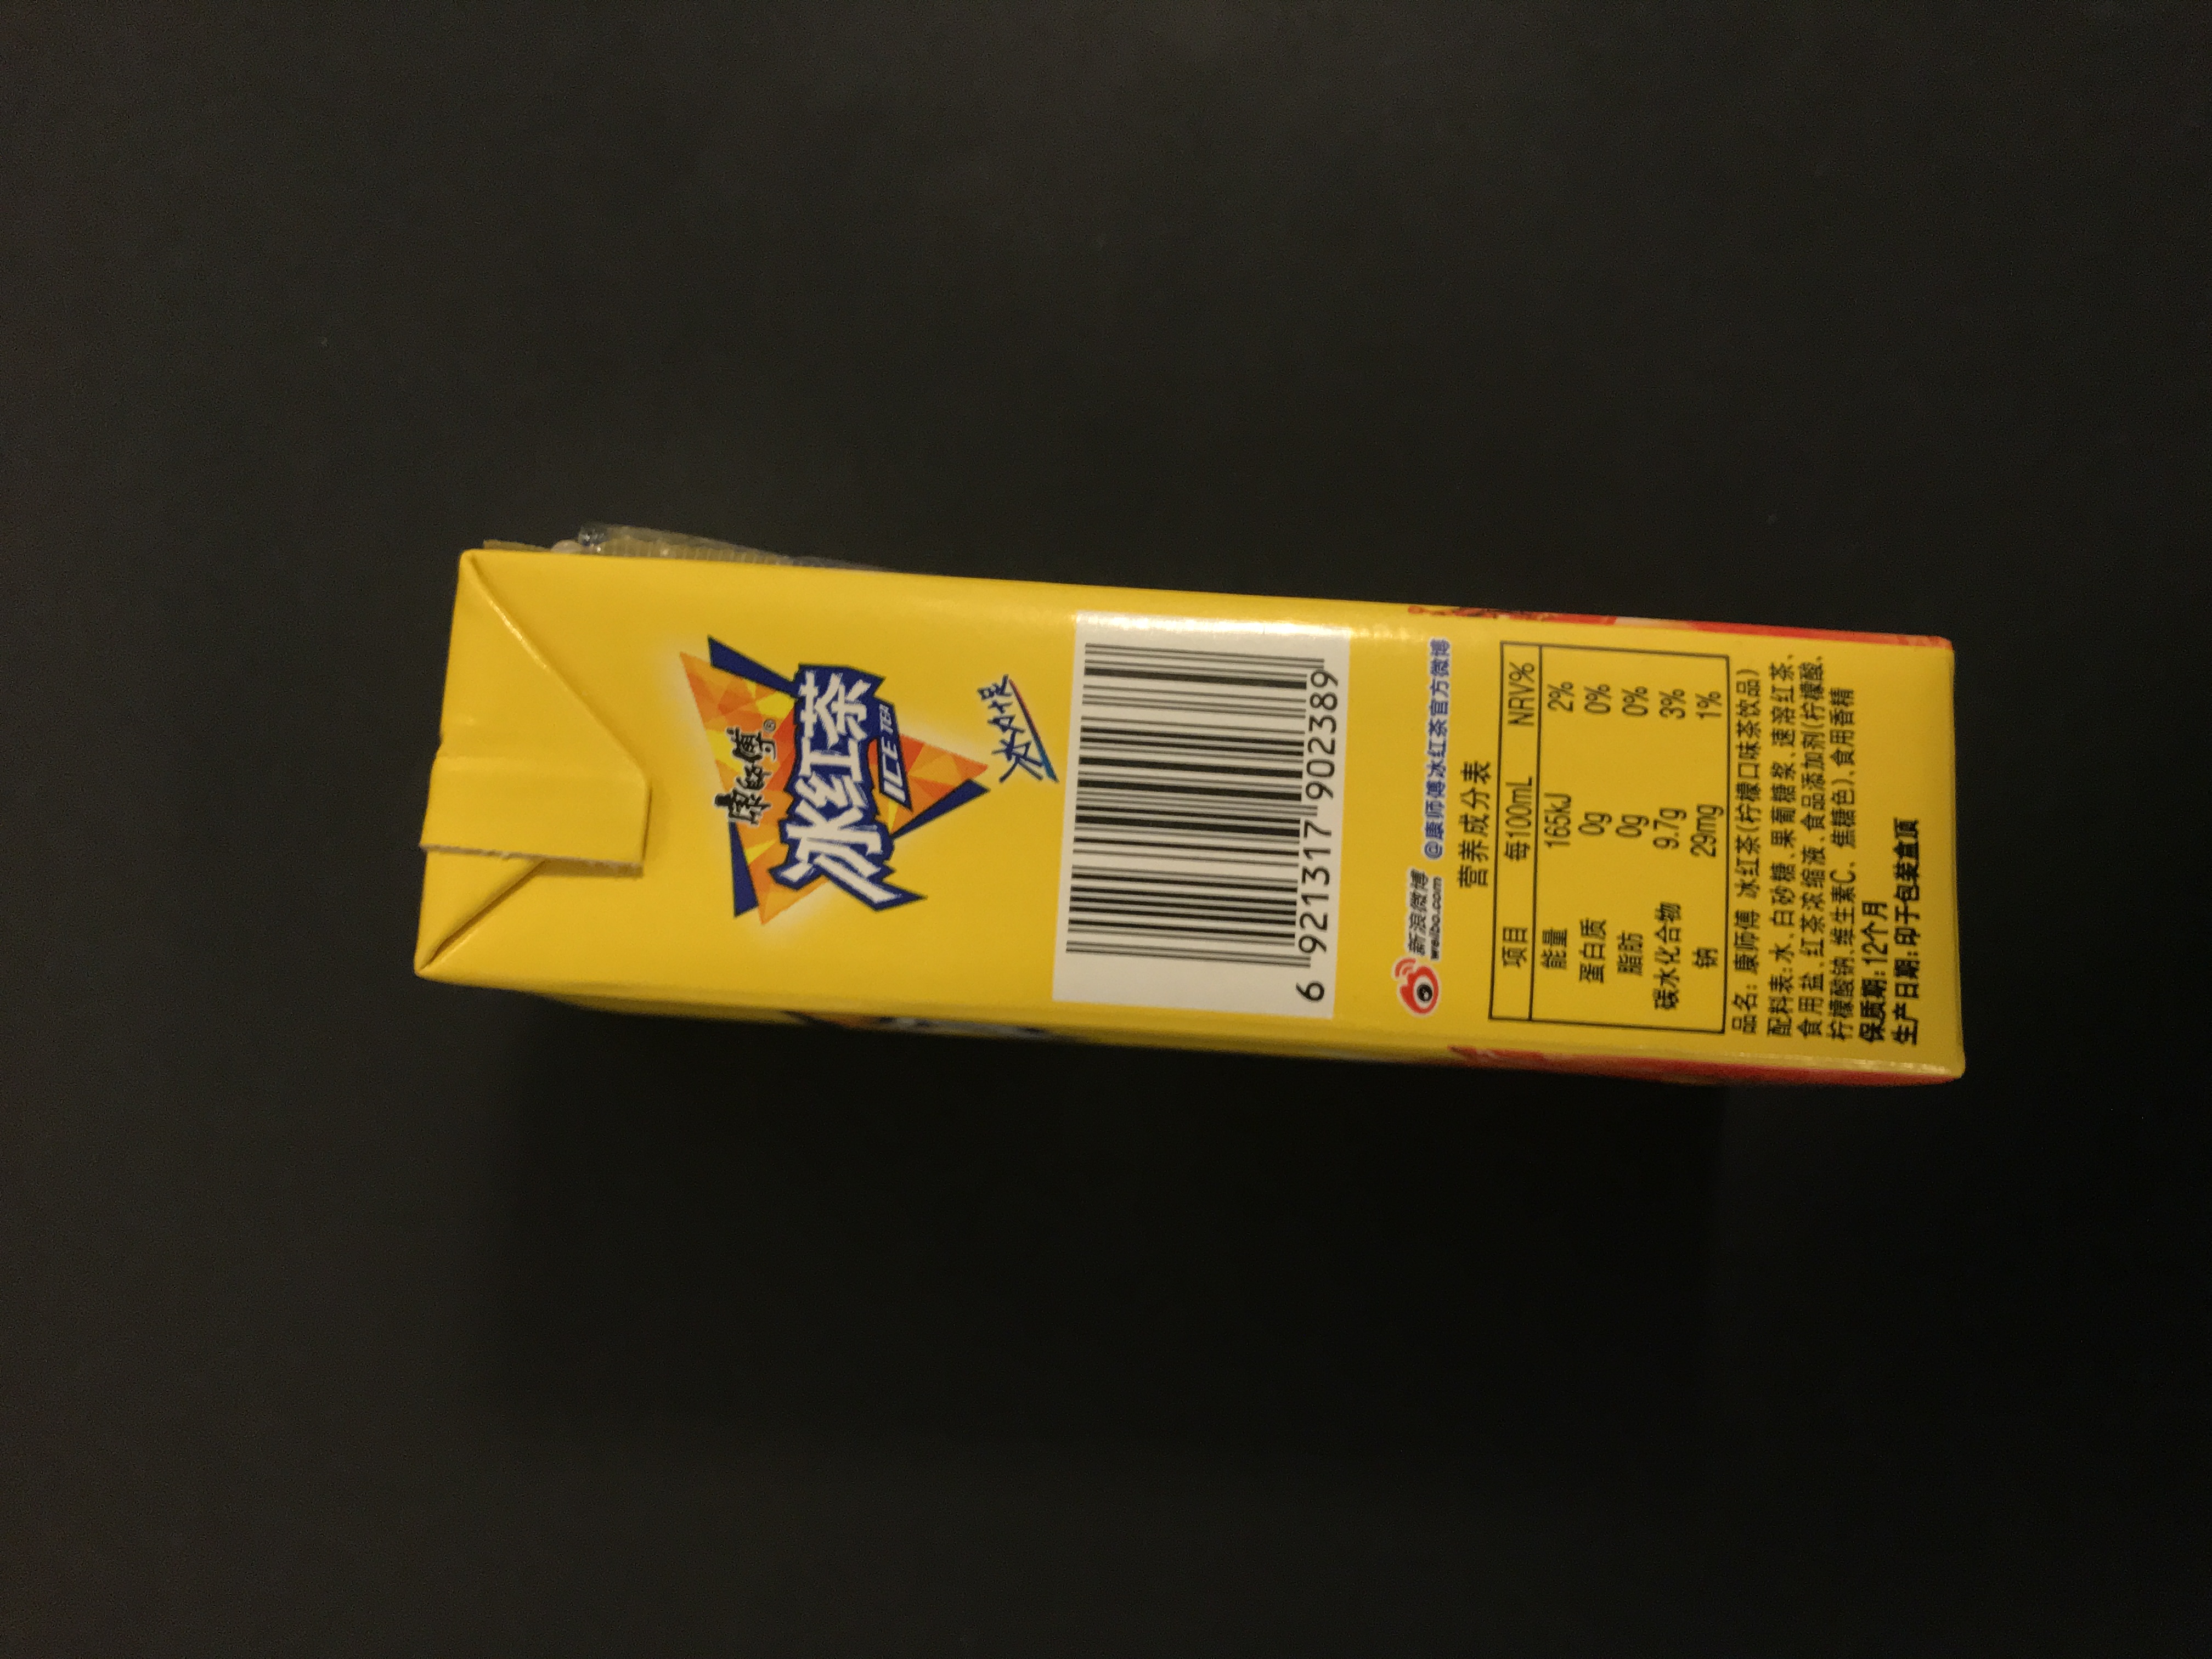 康師傅®
冰红茶
ICE TEA
冰力十足
6 921317 902389
新浪微博
weibo.com @康师傅冰红茶官方微博
营养成分表
项目 每100mL NRV%
能量 165kJ 2%
蛋白质 0g 0%
脂肪 0g 0%
碳水化合物 9.7g 3%
钠 29mg 1%
品名：康师傅 冰红茶(柠檬口味茶饮品)
配料表：水、白砂糖、果葡糖浆、速溶红茶、
食用盐、红茶浓缩液、食品添加剂(柠檬酸、
柠檬酸钠、维生素C、焦糖色)、食用香精
保质期：12个月
生产日期：印于包装盒顶